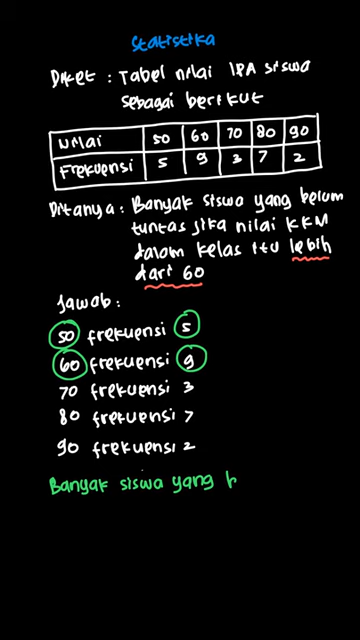 Statistika
Diket : Tabel nilai IPA siswa
sebagai berikut
Nilai 50 60 70 80 90
Frekuensi 5 9 3 7 2
Ditanya : Banyak siswa yang belum
tuntas jika nilai KKM
dalam kelas itu lebih
dari 60
Jawab :
50 frekuensi 5
60 frekuensi 9
70 frekuensi 3
80 frekuensi 7
90 frekuensi 2
Banyak siswa yang